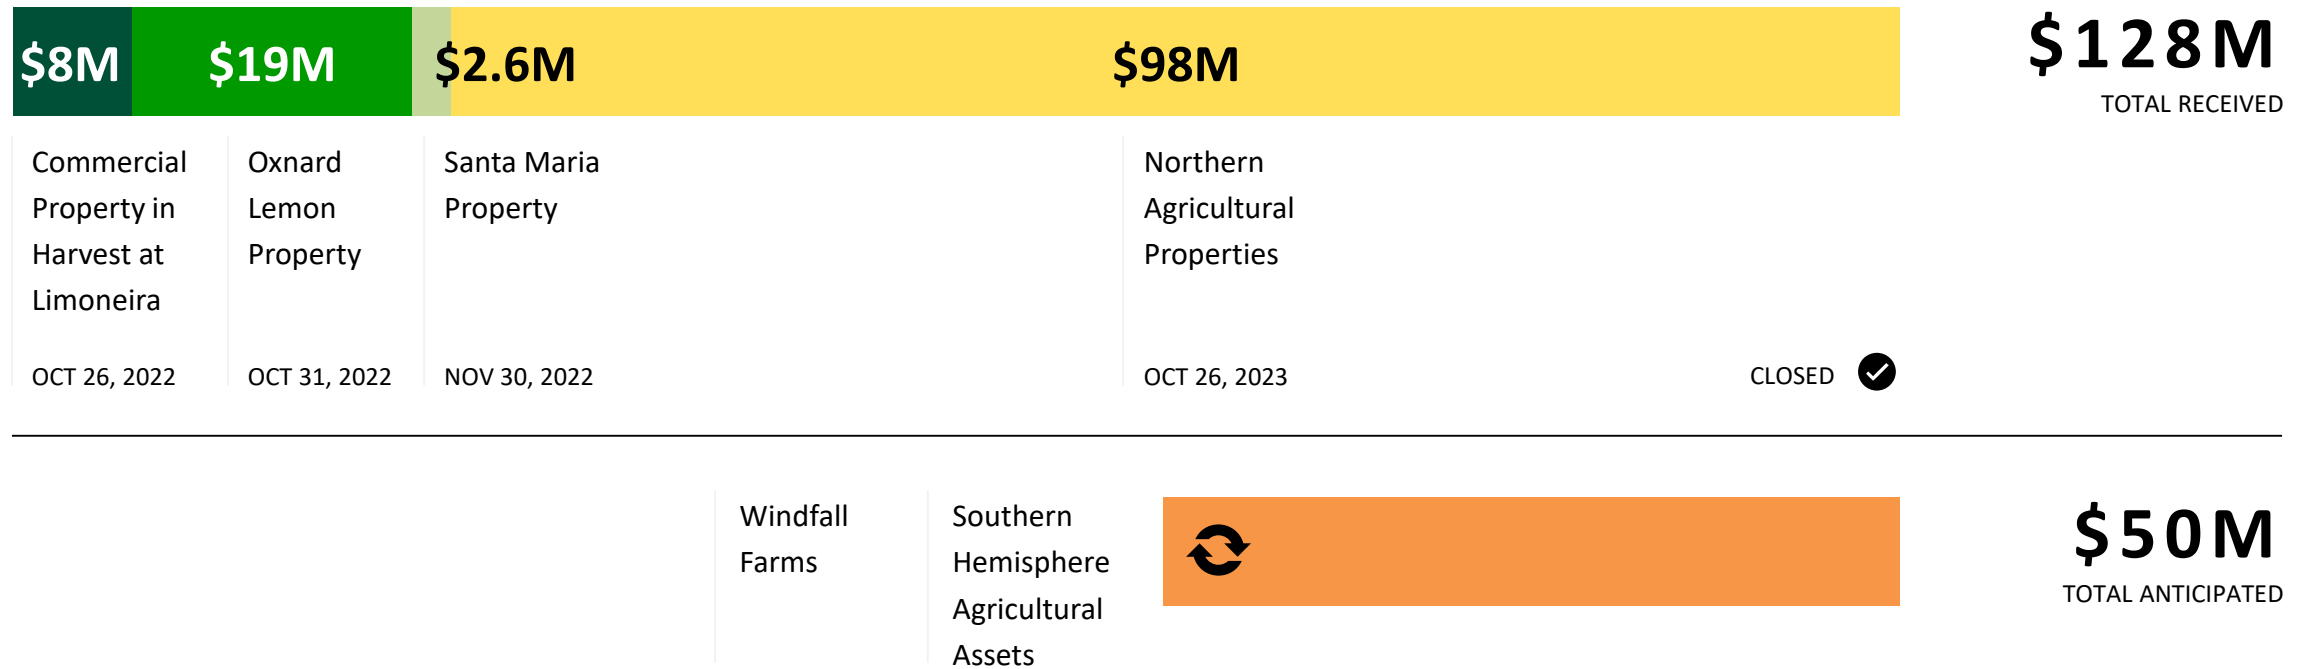 $8M
$19M
$2.6M
$98M
$128M
TOTAL RECEIVED
Commercial
Property in
Harvest at
Limoneira
OCT 26, 2022
Oxnard
Lemon
Property
OCT 31, 2022
Santa Maria
Property
NOV 30, 2022
Northern
Agricultural
Properties
OCT 26, 2023
CLOSED
Windfall
Farms
Southern
Hemisphere
Agricultural
Assets
$50M
TOTAL ANTICIPATED